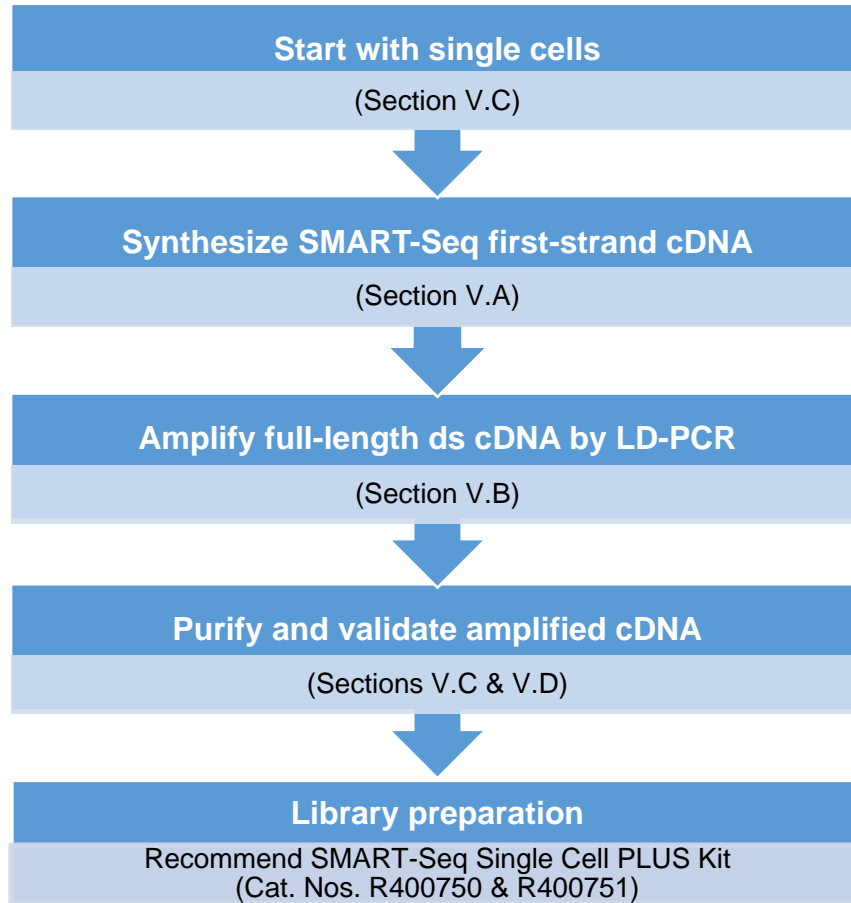 Start with single cells
(Section V.C)
Synthesize SMART-Seq first-strand cDNA
(Section V.A)
Amplify full-length ds cDNA by LD-PCR
(Section V.B)
Purify and validate amplified cDNA
(Sections V.C & V.D)
Library preparation
Recommend SMART-Seq Single Cell PLUS Kit
(Cat. Nos. R400750 & R400751)